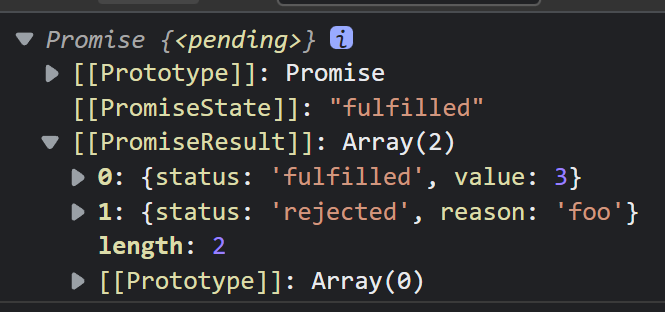 Promise {<pending>} i
[[Prototype]]: Promise
[[PromiseState]]: "fulfilled"
[[PromiseResult]]: Array(2)
0: {status: 'fulfilled', value: 3}
1: {status: 'rejected', reason: 'foo'}
length: 2
[[Prototype]]: Array(0)